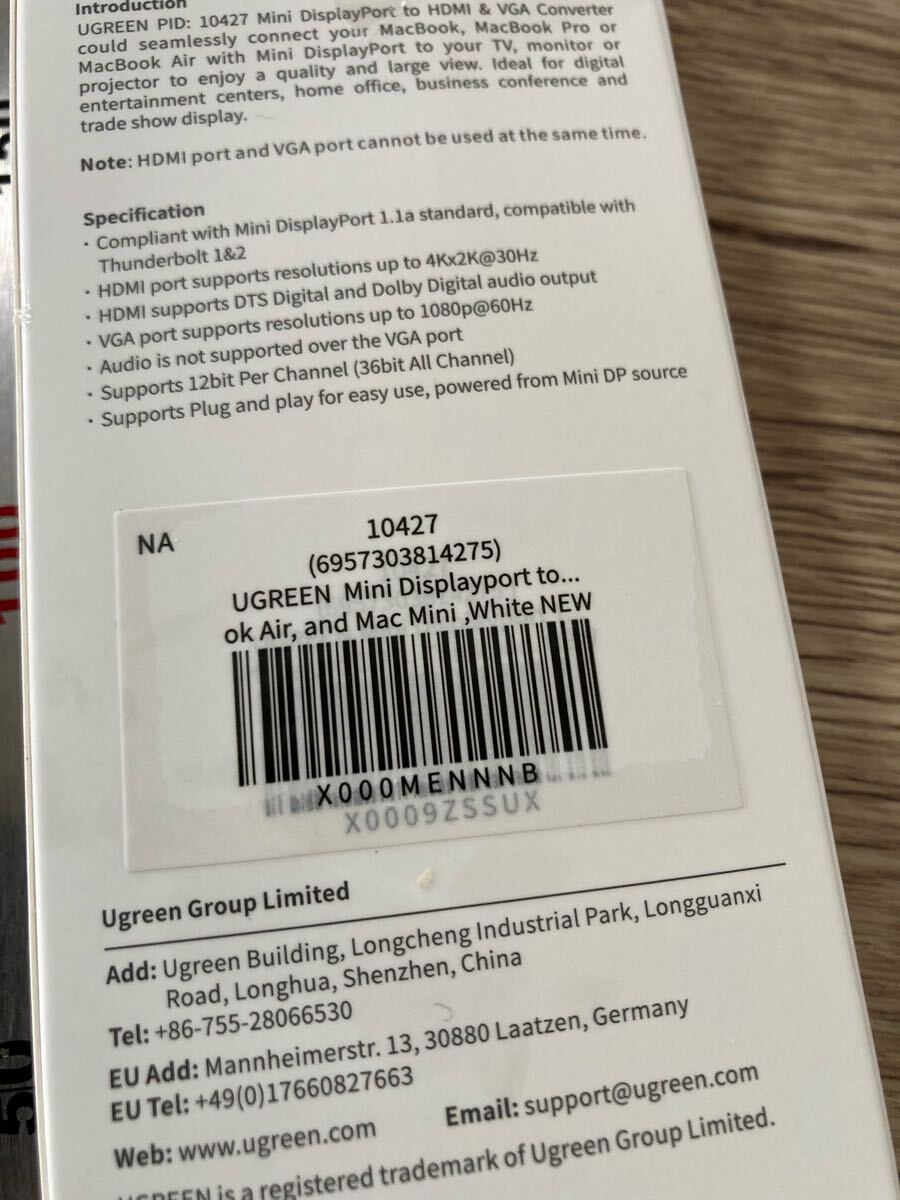 Introduction
UGREEN PID: 10427 Mini DisplayPort to HDMI & VGA Converter
could seamlessly connect your MacBook, MacBook Pro or
MacBook Air with Mini DisplayPort to your TV, monitor or
projector to enjoy a quality and large view. Ideal for digital
entertainment centers, home office, business conference and
trade show display.
Note: HDMI port and VGA port cannot be used at the same time.
Specification
· Compliant with Mini DisplayPort 1.1a standard, compatible with
Thunderbolt 1&2
· HDMI port supports resolutions up to 4Kx2K@30Hz
· HDMI supports DTS Digital and Dolby Digital audio output
· VGA port supports resolutions up to 1080p@60Hz
· Audio is not supported over the VGA port
· Supports 12bit Per Channel (36bit All Channel)
· Supports Plug and play for easy use, powered from Mini DP source
NA
10427
(6957303814275)
UGREEN Mini Displayport to...
ok Air, and Mac Mini ,White NEW
X000MENNNB
X0009ZSSUX
Ugreen Group Limited
Add: Ugreen Building, Longcheng Industrial Park, Longguanxi
Road, Longhua, Shenzhen, China
Tel: +86-755-28066530
EU Add: Mannheimerstr. 13, 30880 Laatzen, Germany
EU Tel: +49(0)17660827663
Web: www.ugreen.com Email: support@ugreen.com
UGREEN is a registered trademark of Ugreen Group Limited.
50